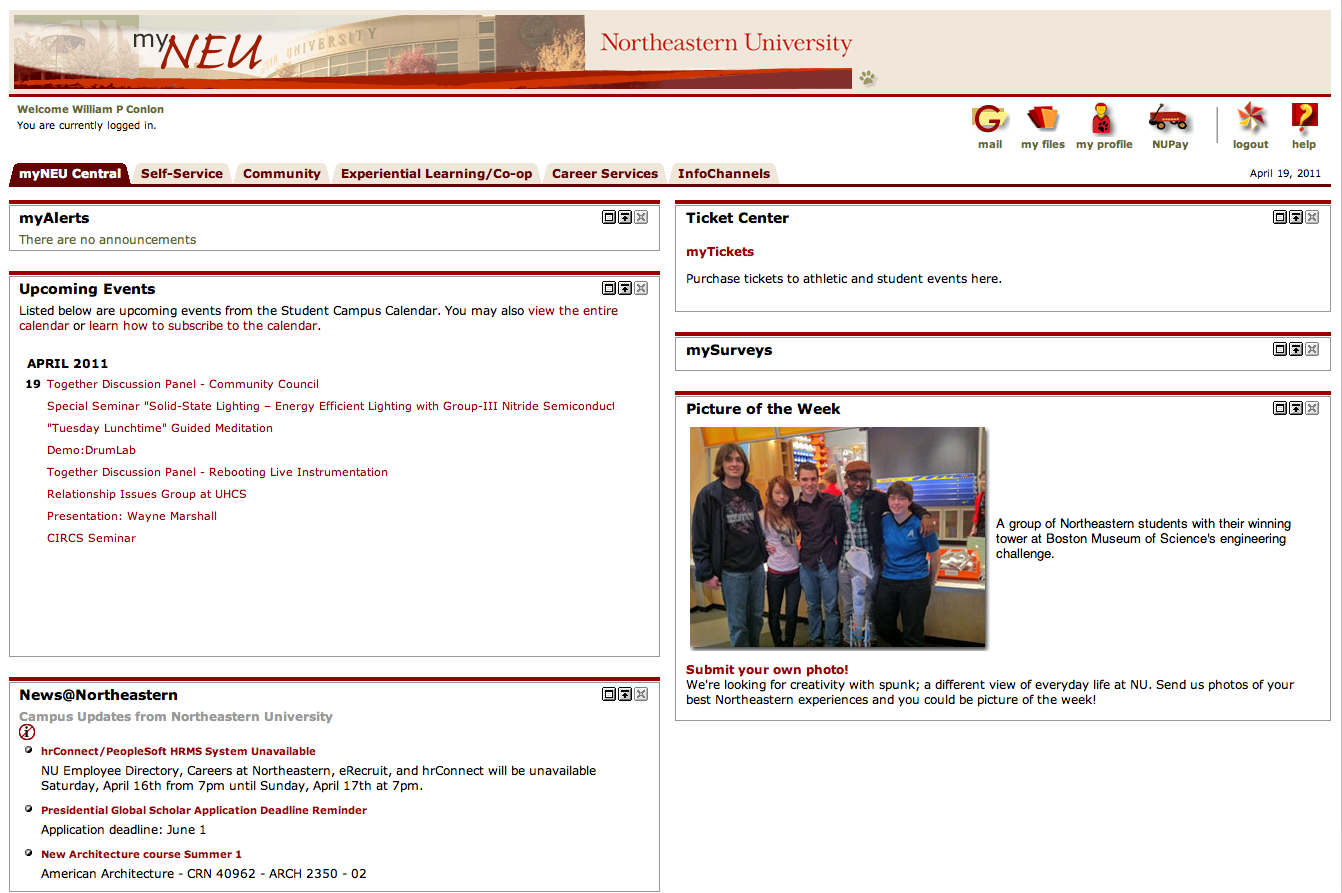 myNEU
UNIVERSITY
Northeastern University
Welcome William P Conlon
You are currently logged in.
mail
my files
my profile
NUPay
logout
help
myNEU Central
Self-Service
Community
Experiential Learning/Co-op
Career Services
InfoChannels
April 19, 2011
myAlerts
There are no announcements
Upcoming Events
Listed below are upcoming events from the Student Campus Calendar. You may also view the entire
calendar or learn how to subscribe to the calendar.
APRIL 2011
19 Together Discussion Panel - Community Council
Special Seminar "Solid-State Lighting – Energy Efficient Lighting with Group-III Nitride Semiconduct
"Tuesday Lunchtime" Guided Meditation
Demo:DrumLab
Together Discussion Panel - Rebooting Live Instrumentation
Relationship Issues Group at UHCS
Presentation: Wayne Marshall
CIRCS Seminar
News@Northeastern
Campus Updates from Northeastern University
hrConnect/PeopleSoft HRMS System Unavailable
NU Employee Directory, Careers at Northeastern, eRecruit, and hrConnect will be unavailable
Saturday, April 16th from 7pm until Sunday, April 17th at 7pm.
Presidential Global Scholar Application Deadline Reminder
Application deadline: June 1
New Architecture course Summer 1
American Architecture - CRN 40962 - ARCH 2350 - 02
Ticket Center
myTickets
Purchase tickets to athletic and student events here.
mySurveys
Picture of the Week
A group of Northeastern students with their winning
tower at Boston Museum of Science's engineering
challenge.
Submit your own photo!
We're looking for creativity with spunk; a different view of everyday life at NU. Send us photos of your
best Northeastern experiences and you could be picture of the week!